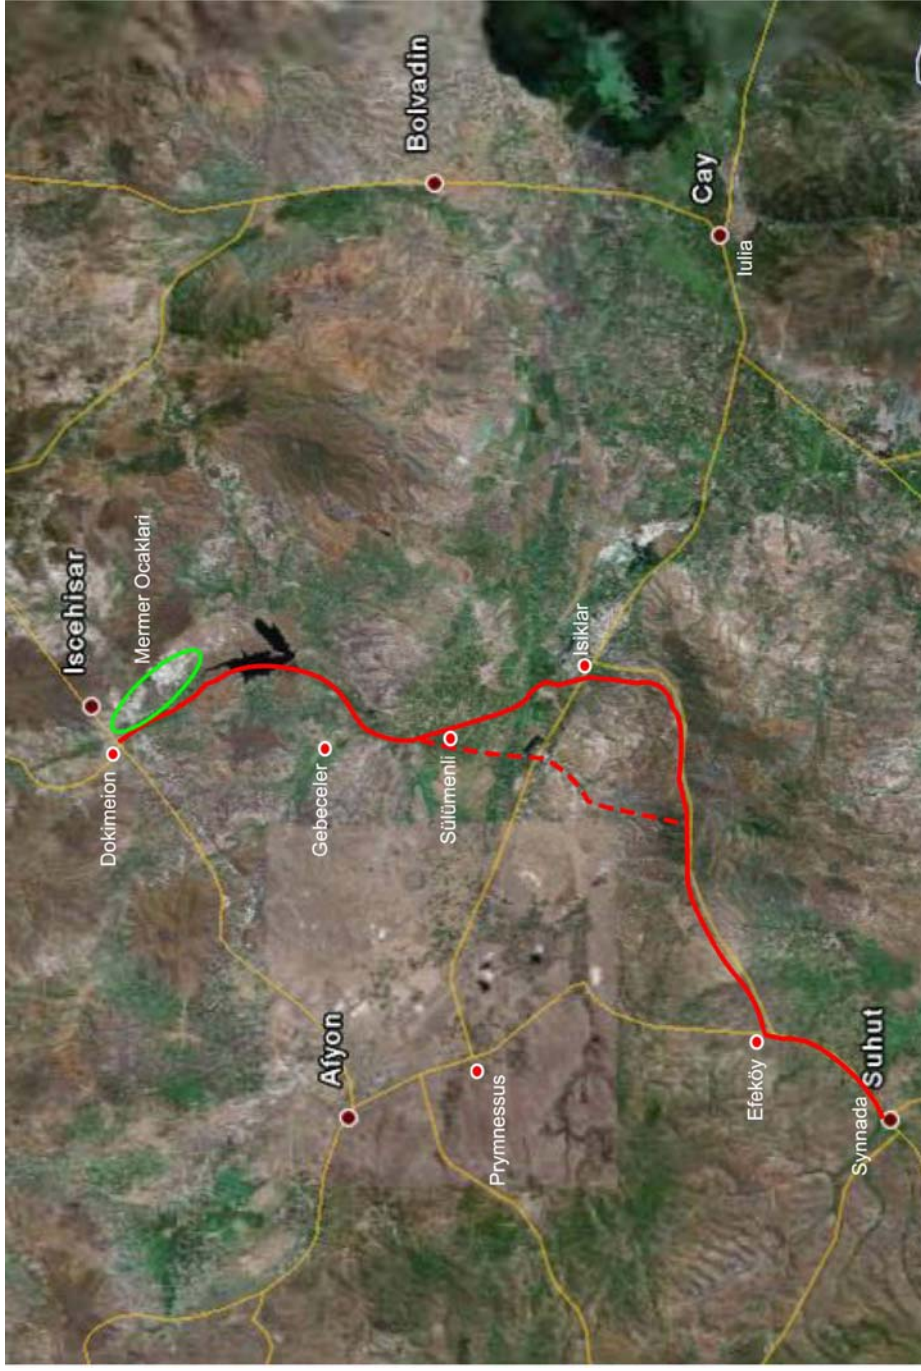 Iscehisar
Dokimeion
Mermer Ocaklari
Gebeceler
Afyon
Bolvadin
Sülümenli
Prymnessus
Isiklar
Cay
Iulia
Efeköy
Synnada
Suhut